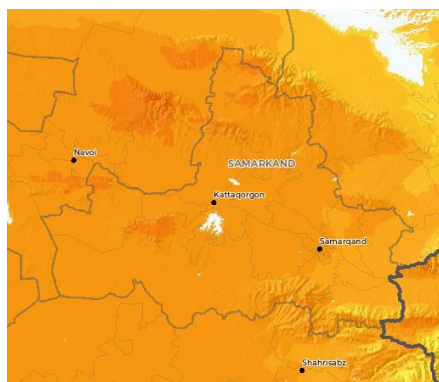 Navoi
SAMARKAND
Kattaqorgon
Samarqand
Shahrisabz